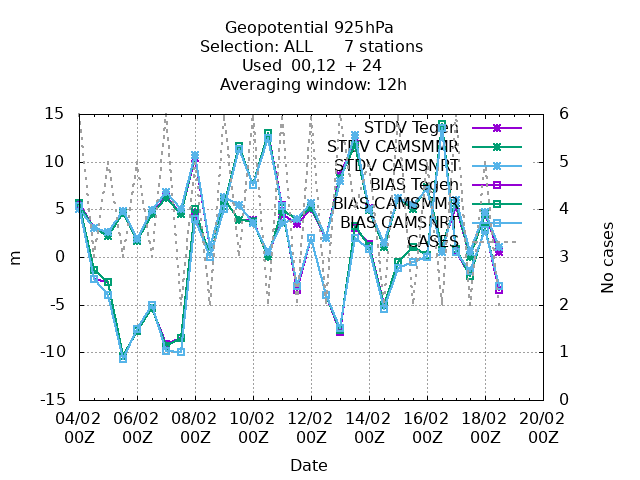 Geopotential 925hPa
Selection: ALL 7 stations
Used 00,12 + 24
Averaging window: 12h
15
10
5
0
-5
-10
-15
m
6
5
4
3
2
1
0
No cases
STDV Tegen
STDV CAMSMMR
STDV CAMSNRT
BIAS Tegen
BIAS CAMSMMR
BIAS CAMSNRT
CASES
04/02 06/02 08/02 10/02 12/02 14/02 16/02 18/02 20/02
00Z 00Z 00Z 00Z 00Z 00Z 00Z 00Z 00Z
Date